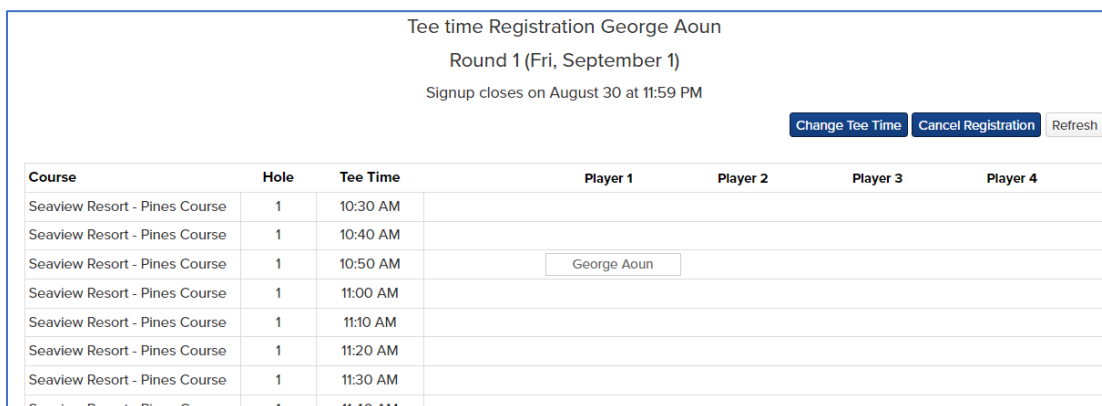 Tee time Registration George Aoun
Round 1 (Fri, September 1)
Signup closes on August 30 at 11:59 PM
Change Tee Time Cancel Registration Refresh
Course Hole Tee Time Player 1 Player 2 Player 3 Player 4
Seaview Resort - Pines Course 1 10:30 AM
Seaview Resort - Pines Course 1 10:40 AM
Seaview Resort - Pines Course 1 10:50 AM George Aoun
Seaview Resort - Pines Course 1 11:00 AM
Seaview Resort - Pines Course 1 11:10 AM
Seaview Resort - Pines Course 1 11:20 AM
Seaview Resort - Pines Course 1 11:30 AM